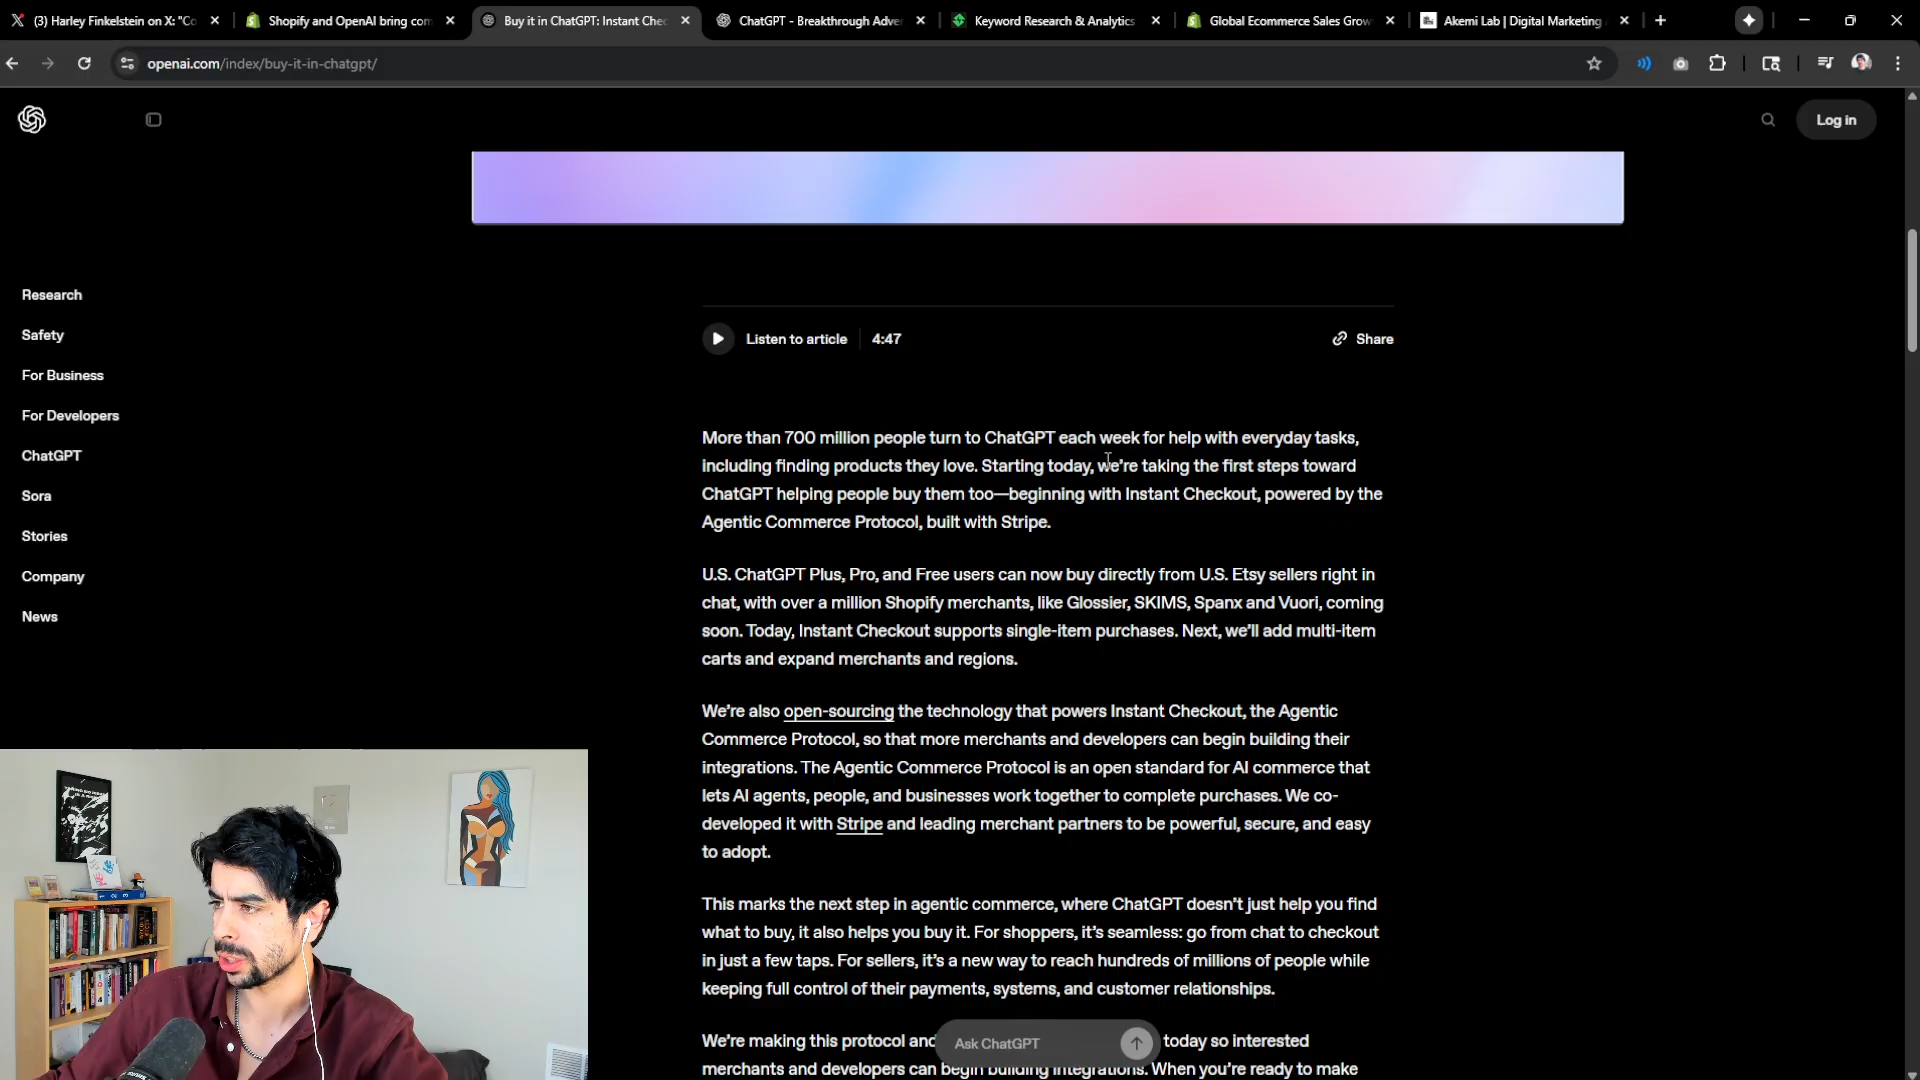 (3) Harley Finkelstein on X: "Co
Shopify and OpenAI bring com
Buy it in ChatGPT: Instant Chec
ChatGPT - Breakthrough Adve
Keyword Research & Analytics
Global Ecommerce Sales Grow
Akemi Lab | Digital Marketing
openai.com/index/buy-it-in-chatgpt/
Log in
Research
Safety
For Business
For Developers
ChatGPT
Sora
Stories
Company
News
Listen to article
4:47
Share
More than 700 million people turn to ChatGPT each week for help with everyday tasks,
including finding products they love. Starting today, we're taking the first steps toward
ChatGPT helping people buy them too—beginning with Instant Checkout, powered by the
Agentic Commerce Protocol, built with Stripe.
U.S. ChatGPT Plus, Pro, and Free users can now buy directly from U.S. Etsy sellers right in
chat, with over a million Shopify merchants, like Glossier, SKIMS, Spanx and Vuori, coming
soon. Today, Instant Checkout supports single-item purchases. Next, we'll add multi-item
carts and expand merchants and regions.
We're also open-sourcing the technology that powers Instant Checkout, the Agentic
Commerce Protocol, so that more merchants and developers can begin building their
integrations. The Agentic Commerce Protocol is an open standard for AI commerce that
lets AI agents, people, and businesses work together to complete purchases. We co-
developed it with Stripe and leading merchant partners to be powerful, secure, and easy
to adopt.
This marks the next step in agentic commerce, where ChatGPT doesn't just help you find
what to buy, it also helps you buy it. For shoppers, it's seamless: go from chat to checkout
in just a few taps. For sellers, it's a new way to reach hundreds of millions of people while
keeping full control of their payments, systems, and customer relationships.
We're making this protocol and
Ask ChatGPT
today so interested
merchants and developers can begin building integrations. When you're ready to make